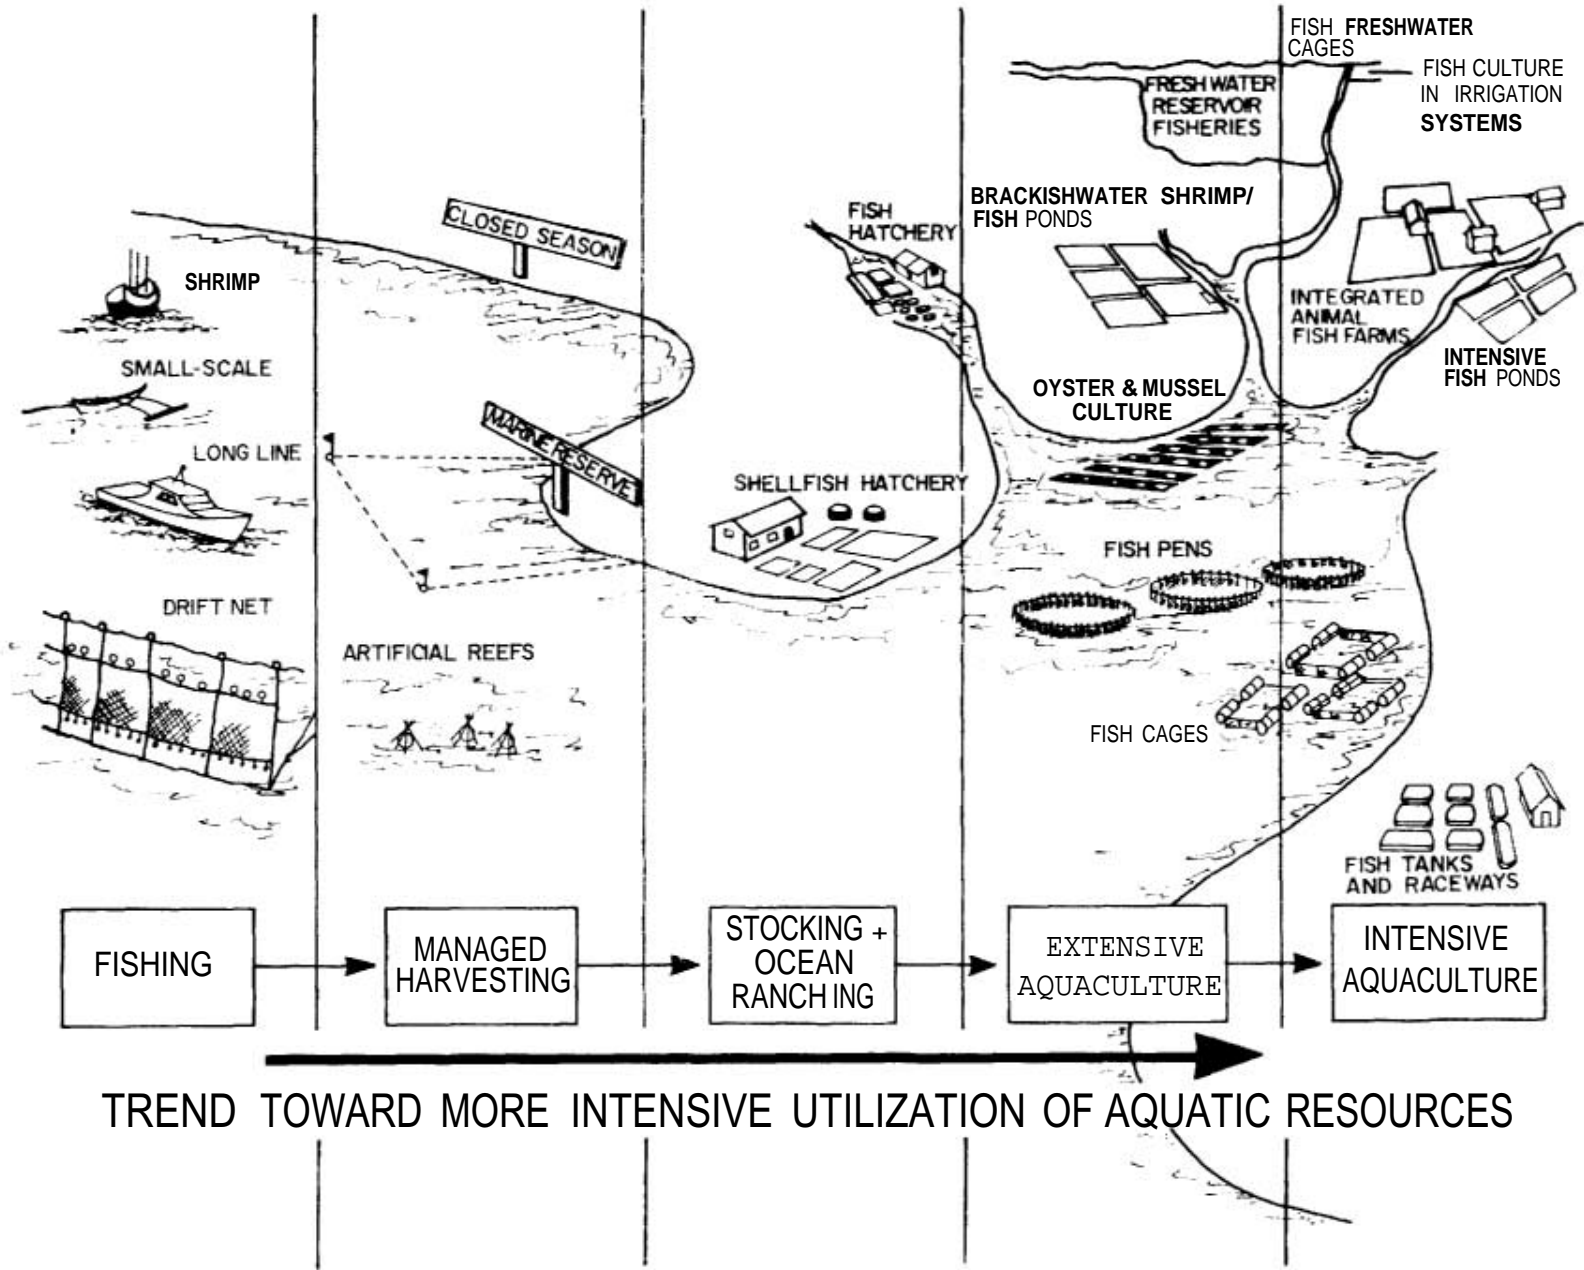 FISH FRESHWATER
CAGES
FISH CULTURE
IN IRRIGATION
SYSTEMS
FRESH WATER
RESERVOIR
FISHERIES
CLOSED SEASON
FISH
HATCHERY
BRACKISHWATER SHRIMP/
FISH PONDS
SHRIMP
INTEGRATED
ANIMAL
FISH FARMS
INTENSIVE
FISH PONDS
SMALL-SCALE
OYSTER & MUSSEL
CULTURE
LONG LINE
MARINE RESERVE
SHELLFISH HATCHERY
FISH PENS
DRIFT NET
ARTIFICIAL REEFS
FISH CAGES
FISH TANKS
AND RACEWAYS
FISHING
MANAGED
HARVESTING
STOCKING +
OCEAN
RANCH ING
EXTENSIVE
AQUACULTURE
INTENSIVE
AQUACULTURE
TREND TOWARD MORE INTENSIVE UTILIZATION OF AQUATIC RESOURCES